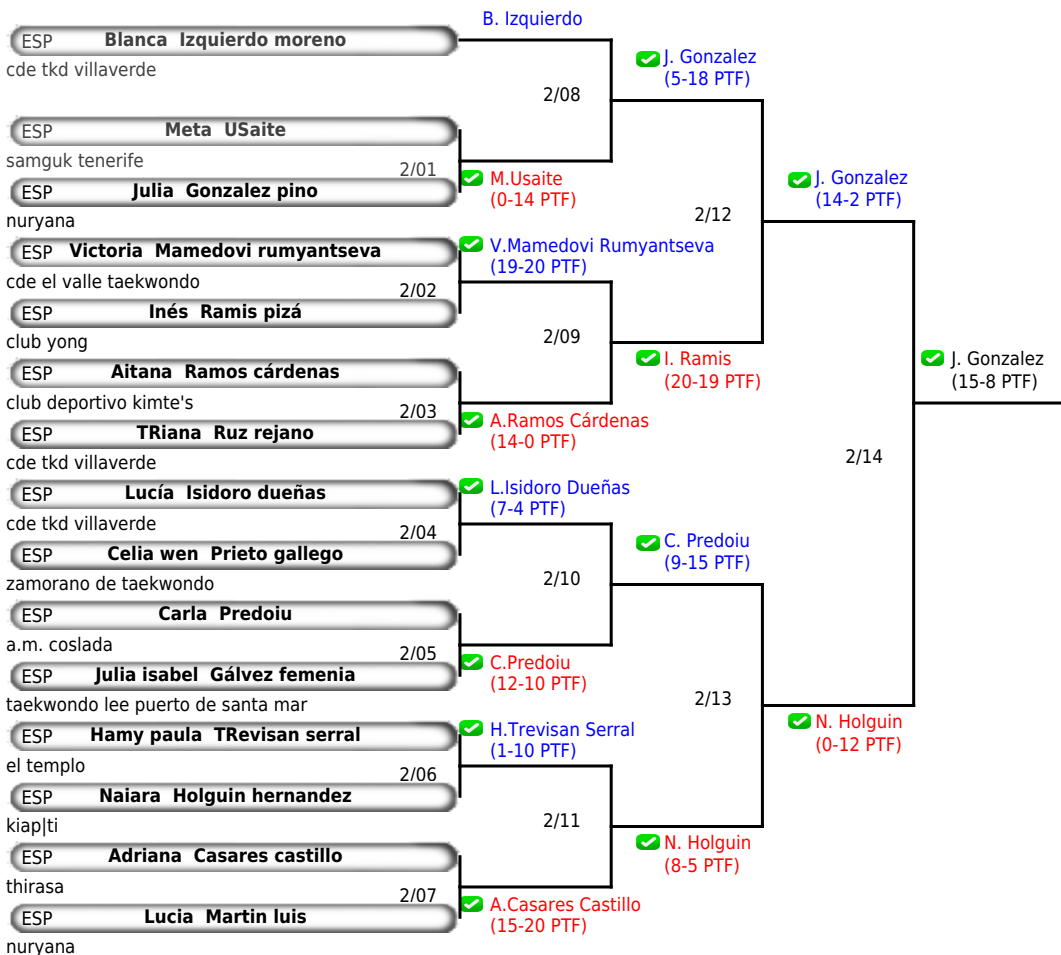 B. Izquierdo
ESP Blanca Izquierdo moreno
cde tkd villaverde
J. Gonzalez
(5-18 PTF)
2/08
ESP Meta USaite
samguk tenerife
2/01
M.Usaite
(0-14 PTF)
ESP Julia Gonzalez pino
nuryana
J. Gonzalez
(14-2 PTF)
2/12
ESP Victoria Mamedovi rumyantseva
cde el valle taekwondo
V.Mamedovi Rumyantseva
(19-20 PTF)
2/02
ESP Inés Ramis pizá
club yong
2/09
I. Ramis
(20-19 PTF)
ESP Aitana Ramos cárdenas
club deportivo kimte's
2/03
A.Ramos Cárdenas
(14-0 PTF)
ESP TRiana Ruz rejano
cde tkd villaverde
J. Gonzalez
(15-8 PTF)
2/14
ESP Lucía Isidoro dueñas
cde tkd villaverde
L.Isidoro Dueñas
(7-4 PTF)
2/04
ESP Celia wen Prieto gallego
zamorano de taekwondo
C. Predoiu
(9-15 PTF)
2/10
ESP Carla Predoiu
a.m. coslada
2/05
C.Predoiu
(12-10 PTF)
ESP Julia isabel Gálvez femenia
taekwondo lee puerto de santa mar
2/13
N. Holguin
(0-12 PTF)
ESP Hamy paula TRevisan serral
el templo
H.Trevisan Serral
(1-10 PTF)
2/06
ESP Naiara Holguin hernandez
kiap|ti
2/11
N. Holguin
(8-5 PTF)
ESP Adriana Casares castillo
thirasa
2/07
A.Casares Castillo
(15-20 PTF)
ESP Lucia Martin luis
nuryana